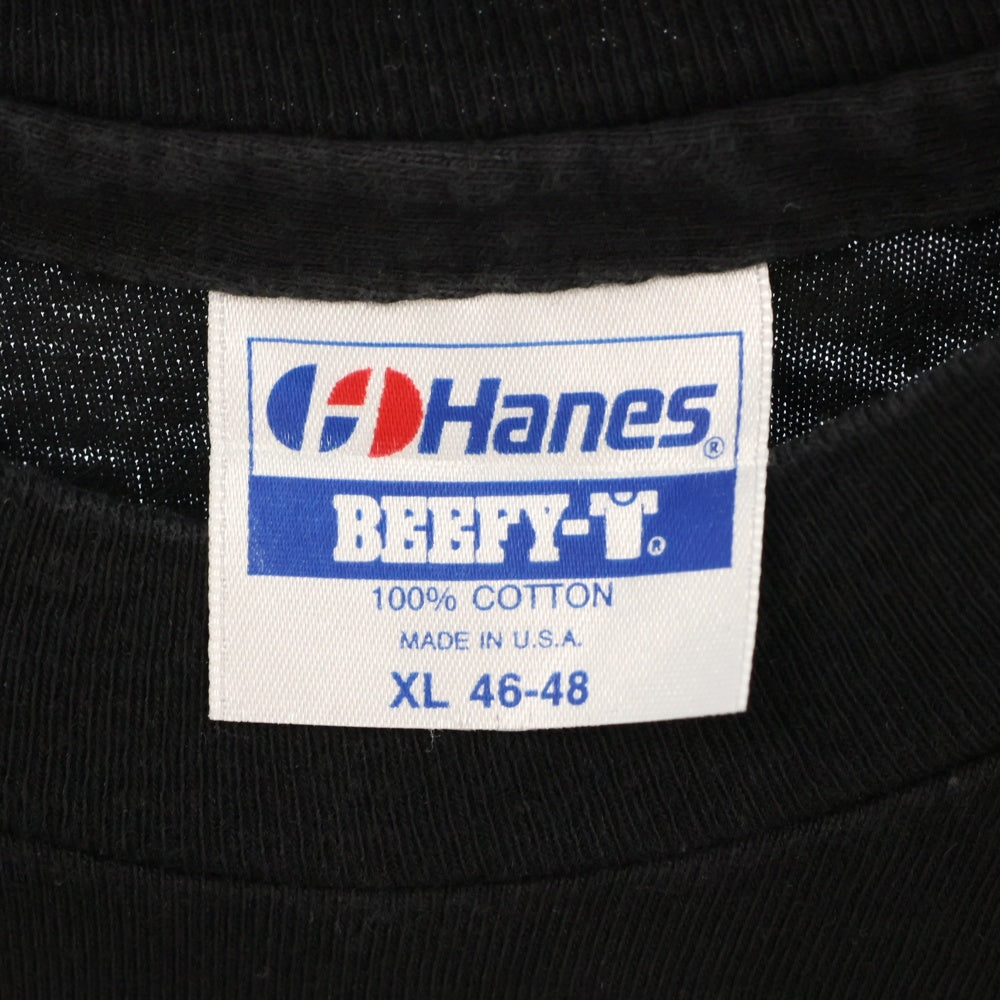 Hanes®
BEEFY-T®
100% COTTON
MADE IN U.S.A.
XL 46-48